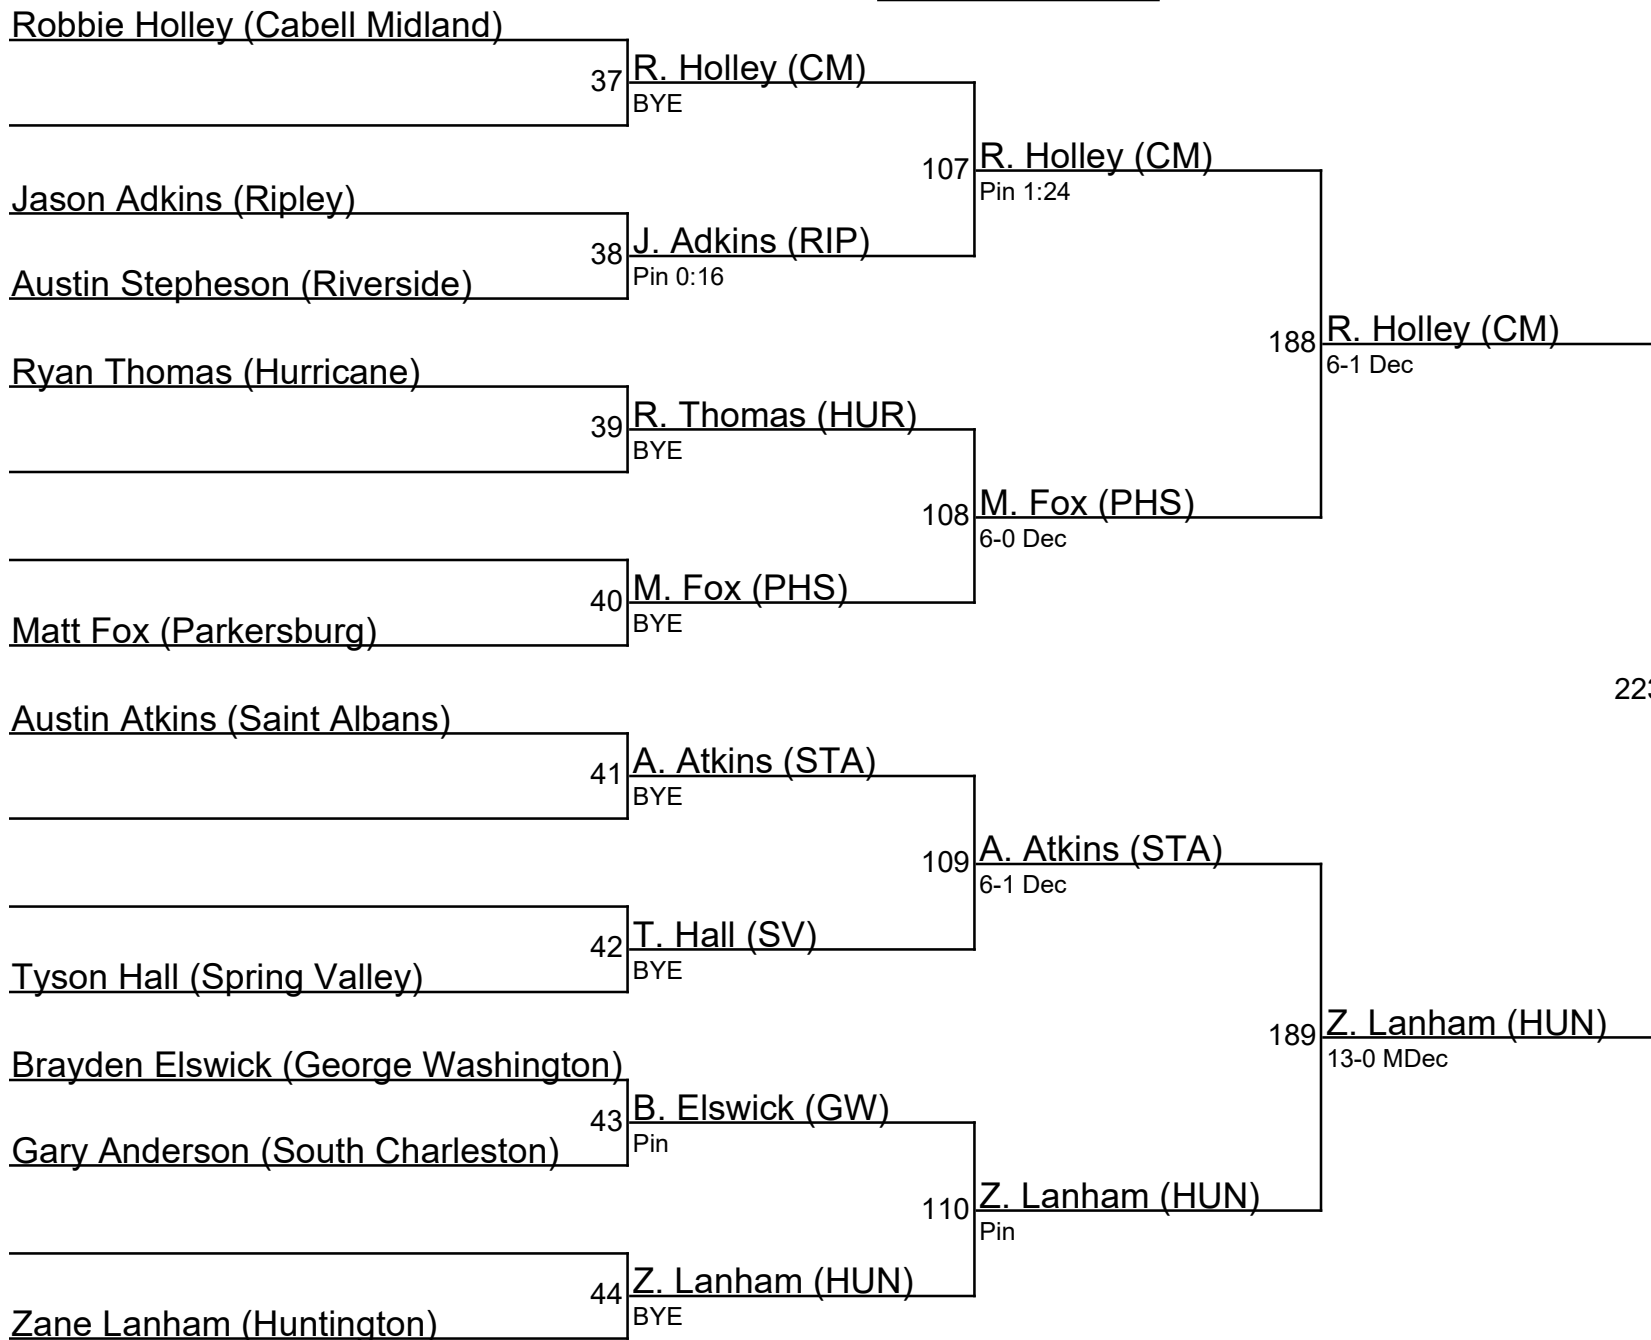 Robbie Holley (Cabell Midland)
37 R. Holley (CM)
BYE
107 R. Holley (CM)
Pin 1:24
Jason Adkins (Ripley)
38 J. Adkins (RIP)
Pin 0:16
Austin Stepheson (Riverside)
188 R. Holley (CM)
6-1 Dec
Ryan Thomas (Hurricane)
39 R. Thomas (HUR)
BYE
108 M. Fox (PHS)
6-0 Dec
40 M. Fox (PHS)
BYE
Matt Fox (Parkersburg)
223
Austin Atkins (Saint Albans)
41 A. Atkins (STA)
BYE
109 A. Atkins (STA)
6-1 Dec
42 T. Hall (SV)
BYE
Tyson Hall (Spring Valley)
189 Z. Lanham (HUN)
13-0 MDec
Brayden Elswick (George Washington)
43 B. Elswick (GW)
Pin
Gary Anderson (South Charleston)
110 Z. Lanham (HUN)
Pin
44 Z. Lanham (HUN)
BYE
Zane Lanham (Huntington)